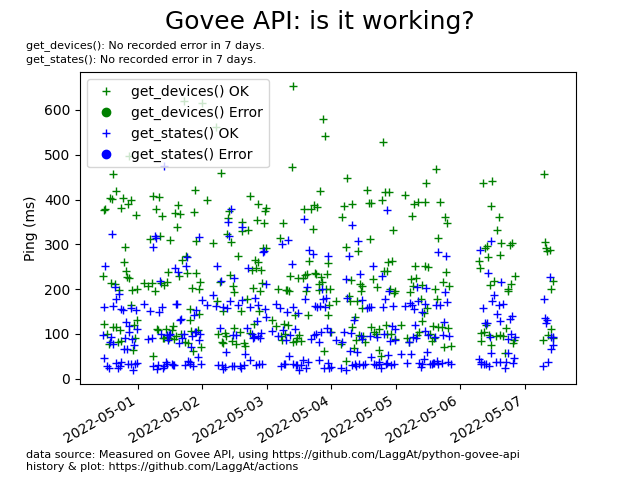 Govee API: is it working?
get_devices(): No recorded error in 7 days.
get_states(): No recorded error in 7 days.
get_devices() OK
get_devices() Error
get_states() OK
get_states() Error
Ping (ms)
600
500
400
300
200
100
0
2022-05-01
2022-05-02
2022-05-03
2022-05-04
2022-05-05
2022-05-06
2022-05-07
data source: Measured on Govee API, using https://github.com/LaggAt/python-govee-api
history & plot: https://github.com/LaggAt/actions